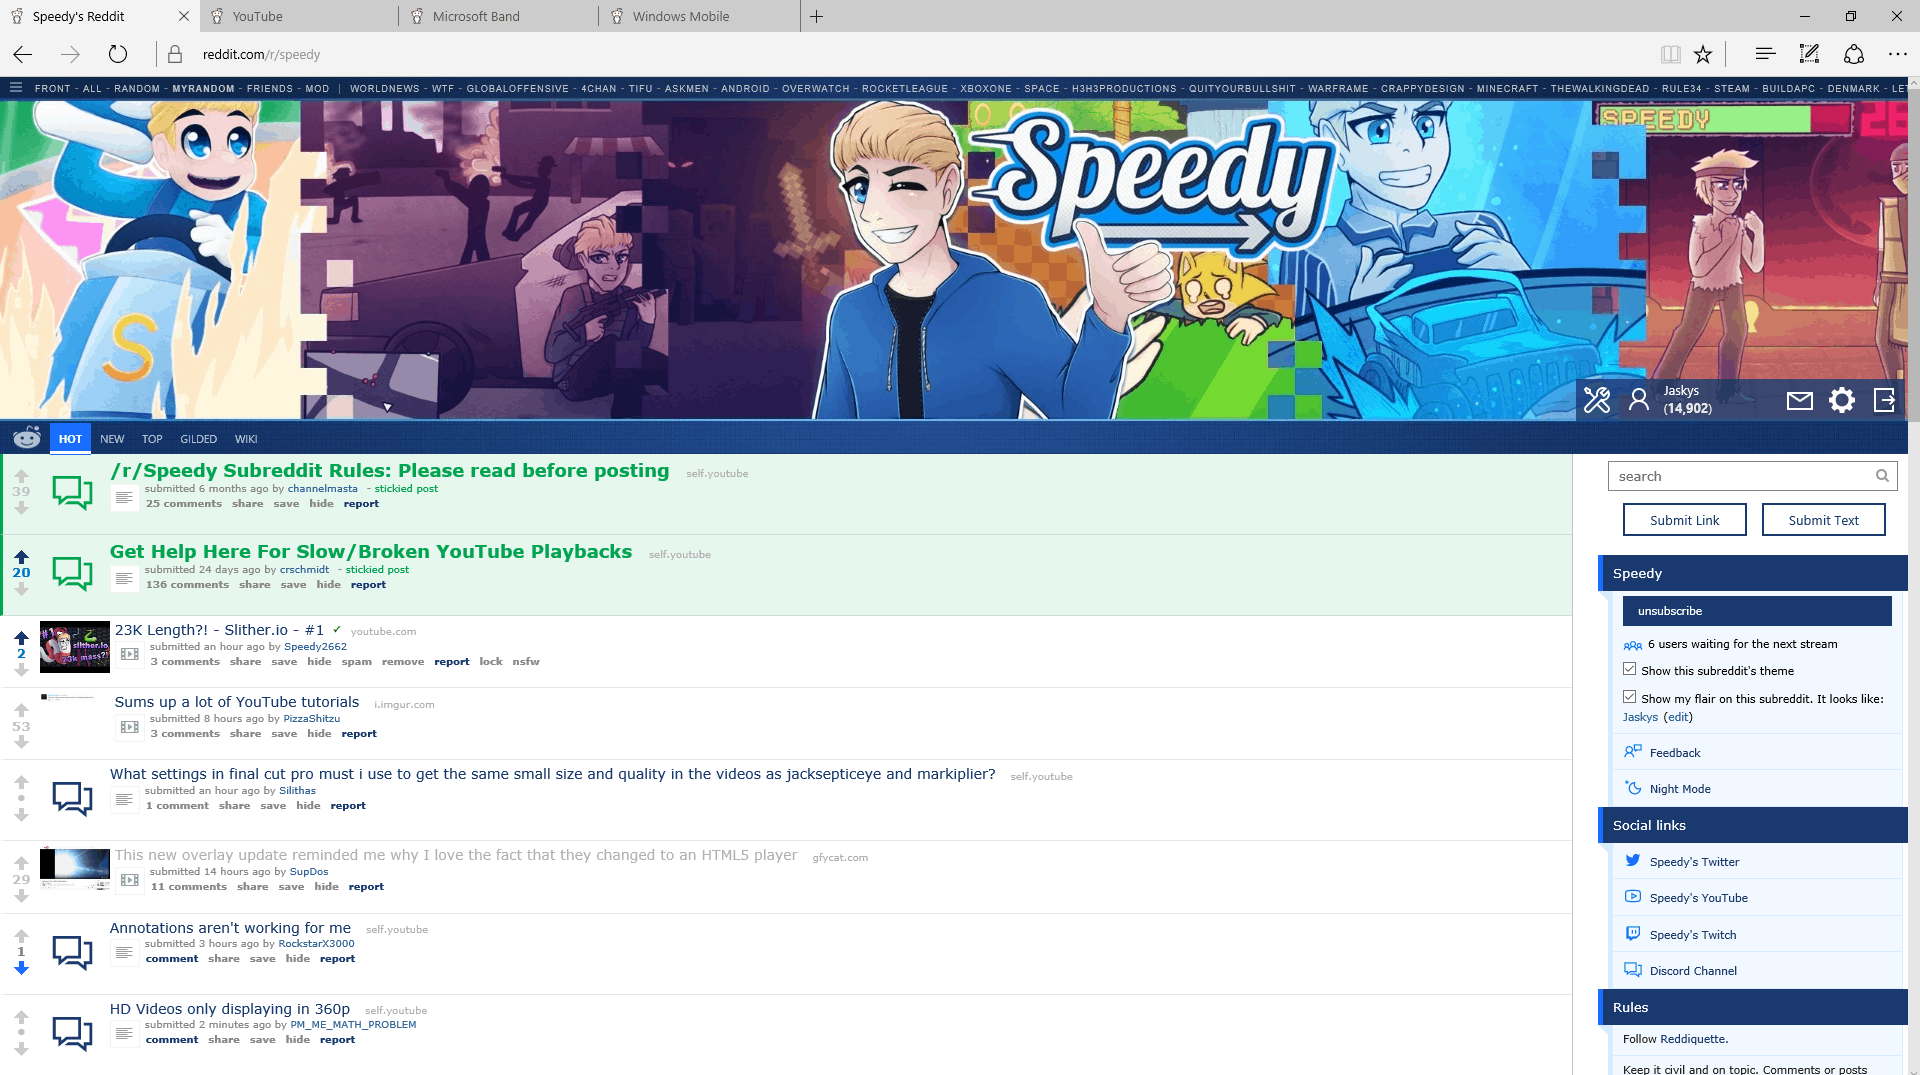 Speedy's Reddit
YouTube
Microsoft Band
Windows Mobile
reddit.com/r/speedy
FRONT - ALL - RANDOM - MYRANDOM - FRIENDS - MOD | WORLDNEWS - WTF - GLOBALOFFENSIVE - 4CHAN - TIFU - ASKMEN - ANDROID - OVERWATCH - ROCKETLEAGUE - XBOXONE - SPACE - H3H3PRODUCTIONS - QUITYOURBULLSHIT - WARFRAME - CRAPPYDESIGN - MINECRAFT - THEWALKINGDEAD - RULE34 - STEAM - BUILDAPC - DENMARK - LET
SPEEDY
Speedy
S
Jaskys
(14,902)
HOT NEW TOP GILDED WIKI
39
/r/Speedy Subreddit Rules: Please read before posting self.youtube
submitted 6 months ago by channelmasta - stickied post
25 comments share save hide report
20
Get Help Here For Slow/Broken YouTube Playbacks self.youtube
submitted 24 days ago by crschmidt - stickied post
136 comments share save hide report
2
#1
slither.io
23k mass?!
23K Length?! - Slither.io - #1 ✓ youtube.com
submitted an hour ago by Speedy2662
3 comments share save hide spam remove report lock nsfw
53
Sums up a lot of YouTube tutorials i.imgur.com
submitted 8 hours ago by PizzaShitzu
3 comments share save hide report
•
What settings in final cut pro must i use to get the same small size and quality in the videos as jacksepticeye and markiplier? self.youtube
submitted an hour ago by Silithas
1 comment share save hide report
29
This new overlay update reminded me why I love the fact that they changed to an HTML5 player gfycat.com
submitted 14 hours ago by SupDos
11 comments share save hide report
1
Annotations aren't working for me self.youtube
submitted 3 hours ago by RockstarX3000
comment share save hide report
•
HD Videos only displaying in 360p self.youtube
submitted 2 minutes ago by PM_ME_MATH_PROBLEM
comment share save hide report
search
Submit Link
Submit Text
Speedy
unsubscribe
6 users waiting for the next stream
Show this subreddit's theme
Show my flair on this subreddit. It looks like:
Jaskys (edit)
Feedback
Night Mode
Social links
Speedy's Twitter
Speedy's YouTube
Speedy's Twitch
Discord Channel
Rules
Follow Reddiquette.
Keep it civil and on topic. Comments or posts